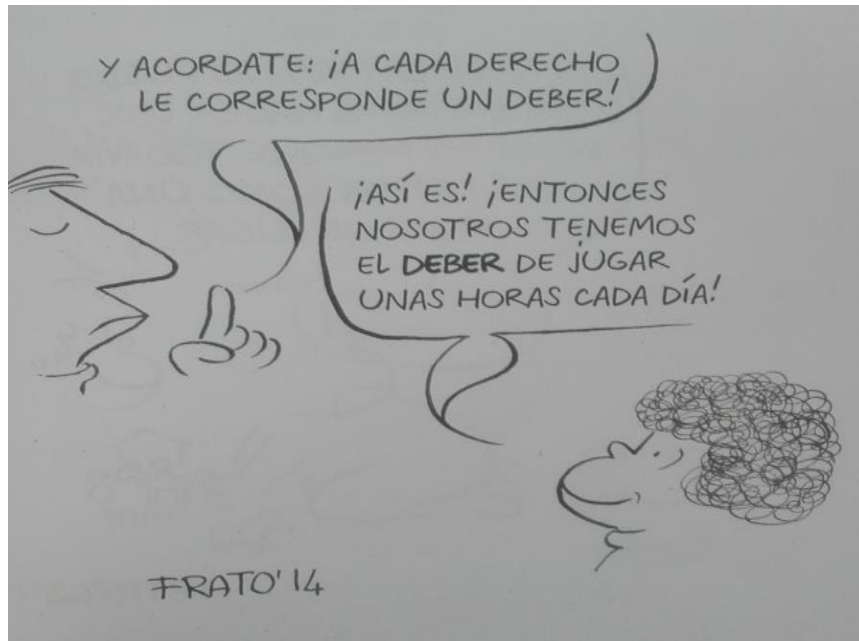 Y ACORDATE: ¡A CADA DERECHO
LE CORRESPONDE UN DEBER!
¡ASÍ ES! ¡ENTONCES
NOSOTROS TENEMOS
EL DEBER DE JUGAR
UNAS HORAS CADA DÍA!
FRATO'14